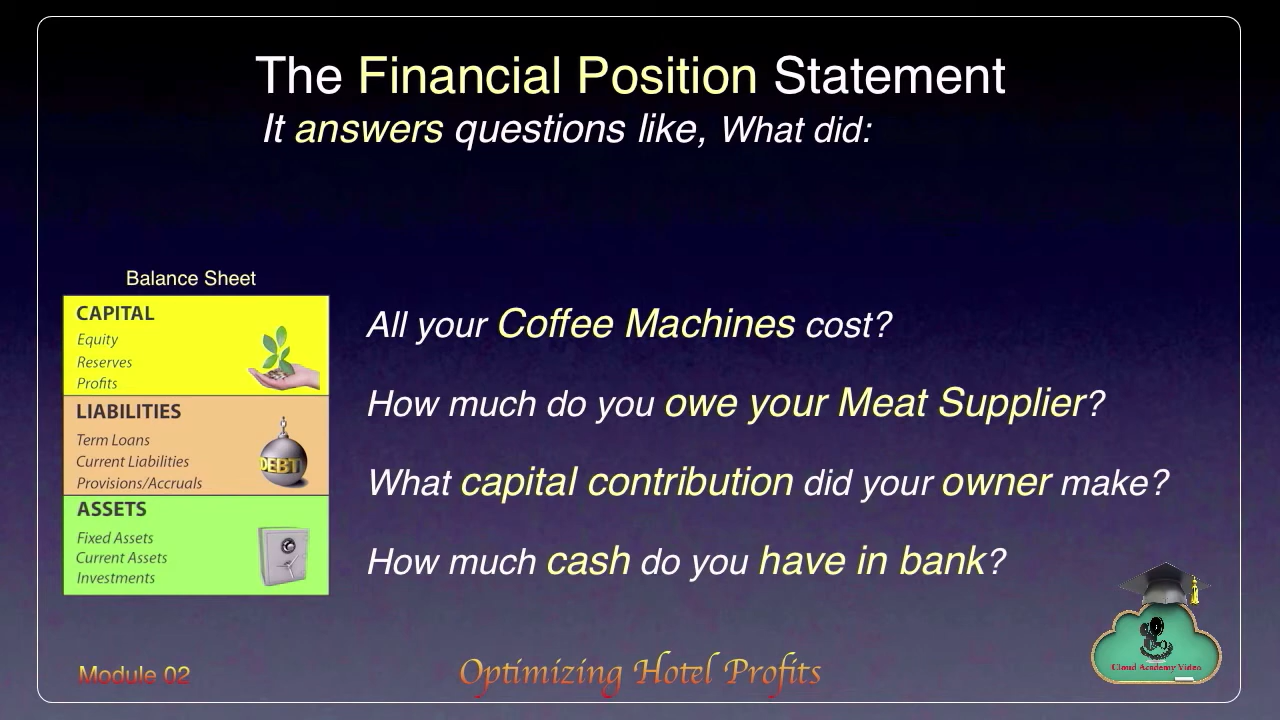 The Financial Position Statement
It answers questions like, What did:
Balance Sheet
CAPITAL
Equity
Reserves
Profits
LIABILITIES
Term Loans
Current Liabilities
Provisions/Accruals
DEBT
ASSETS
Fixed Assets
Current Assets
Investments
All your Coffee Machines cost?
How much do you owe your Meat Supplier?
What capital contribution did your owner make?
How much cash do you have in bank?
Module 02
Optimizing Hotel Profits
Cloud Academy Video